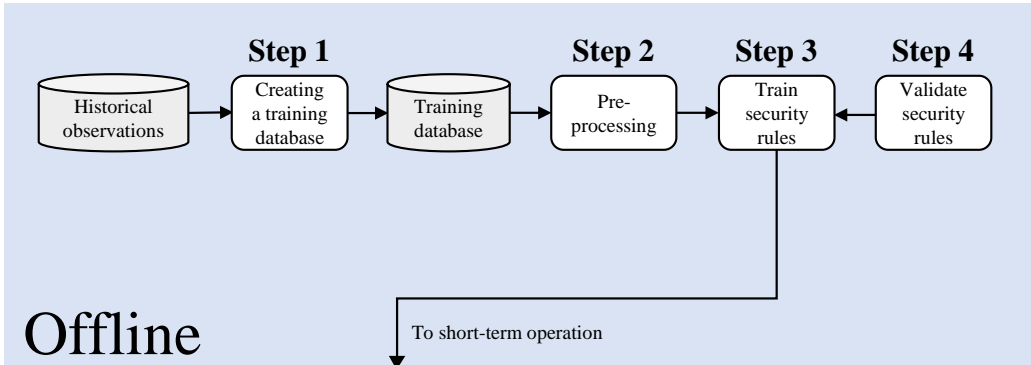 Step 1
Step 2
Step 3
Step 4
Historical
observations
Creating
a training
database
Training
database
Pre-
processing
Train
security
rules
Validate
security
rules
To short-term operation
Offline